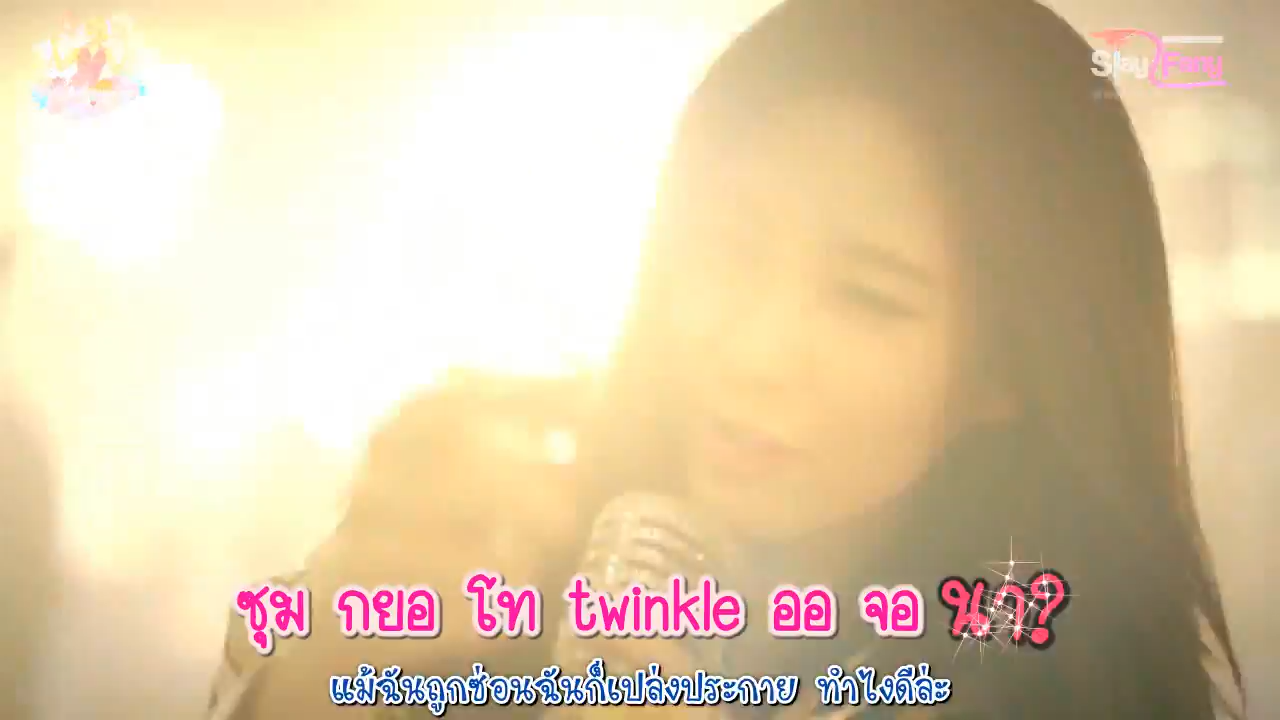 Slay Fany
ซุม กยอ โท twinkle ออ จอ นา?
แม้ฉันถูกซ่อนฉันก็เปล่งประกาย ทำไงดีล่ะ